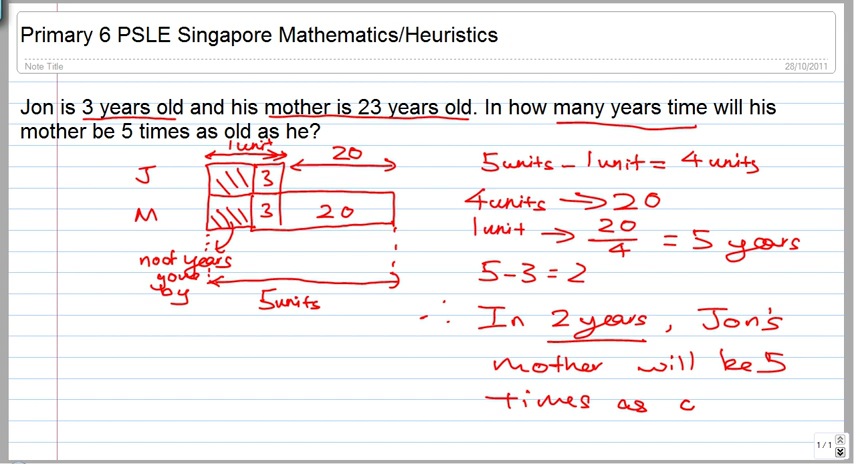 Primary 6 PSLE Singapore Mathematics/Heuristics
Note Title
28/10/2011
Jon is 3 years old and his mother is 23 years old. In how many years time will his
mother be 5 times as old as he?
1 unit
20
J
3
M
3
20
no of years
gone
by
5 units
5 units - 1 unit = 4 units
4 units → 20
1 unit → 20/4 = 5 years
5 - 3 = 2
∴ In 2 years, Jon's
mother will be 5
times as o
1 / 1